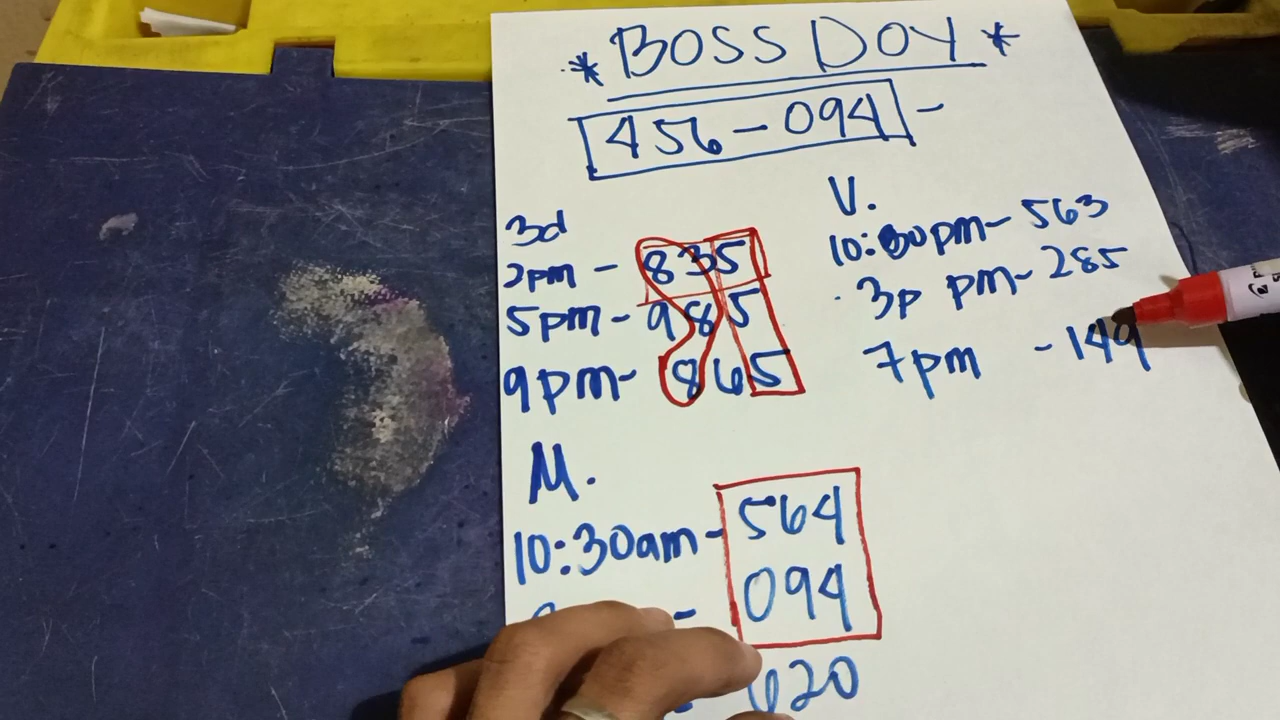 * BOSS DOY *
456-094 -
3d
2pm - 835
5pm - 985
9pm - 865
V.
10:30pm - 563
3p pm - 285
7pm - 149
M.
10:30am - 564
- 094
620